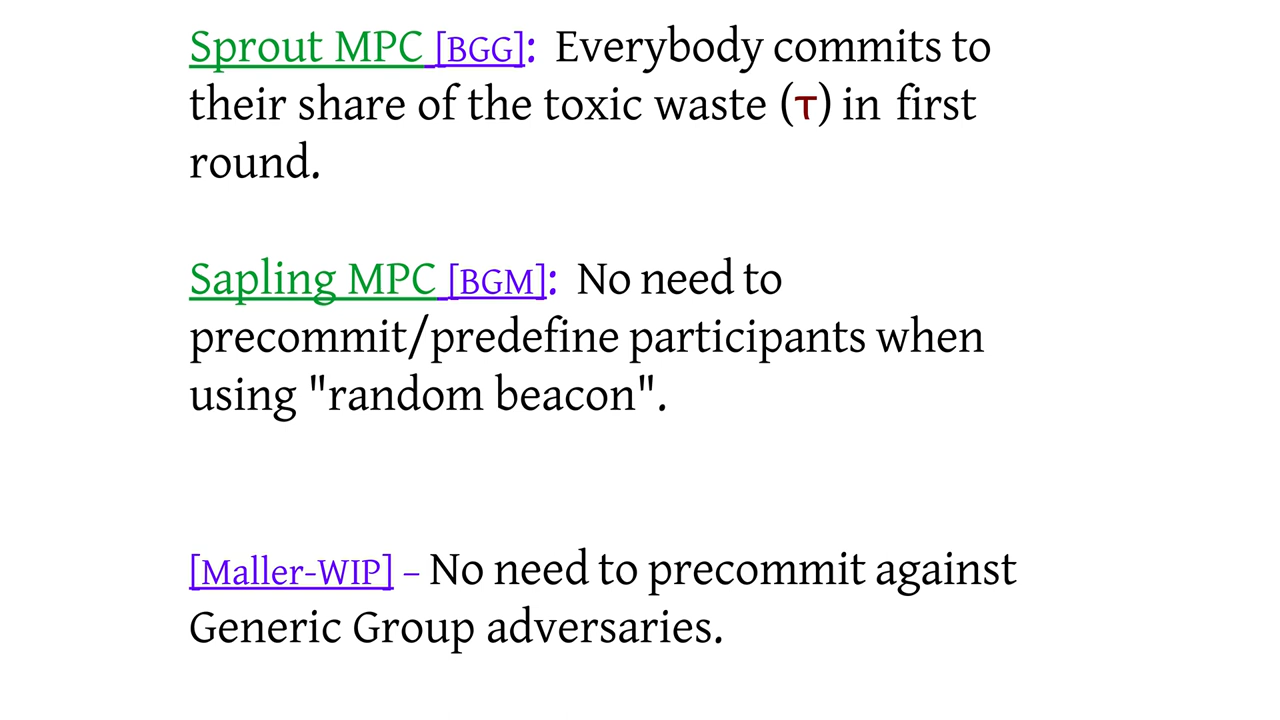 Sprout MPC [BGG]: Everybody commits to
their share of the toxic waste (τ) in first
round.
Sapling MPC [BGM]: No need to
precommit/predefine participants when
using "random beacon".
[Maller-WIP] – No need to precommit against
Generic Group adversaries.